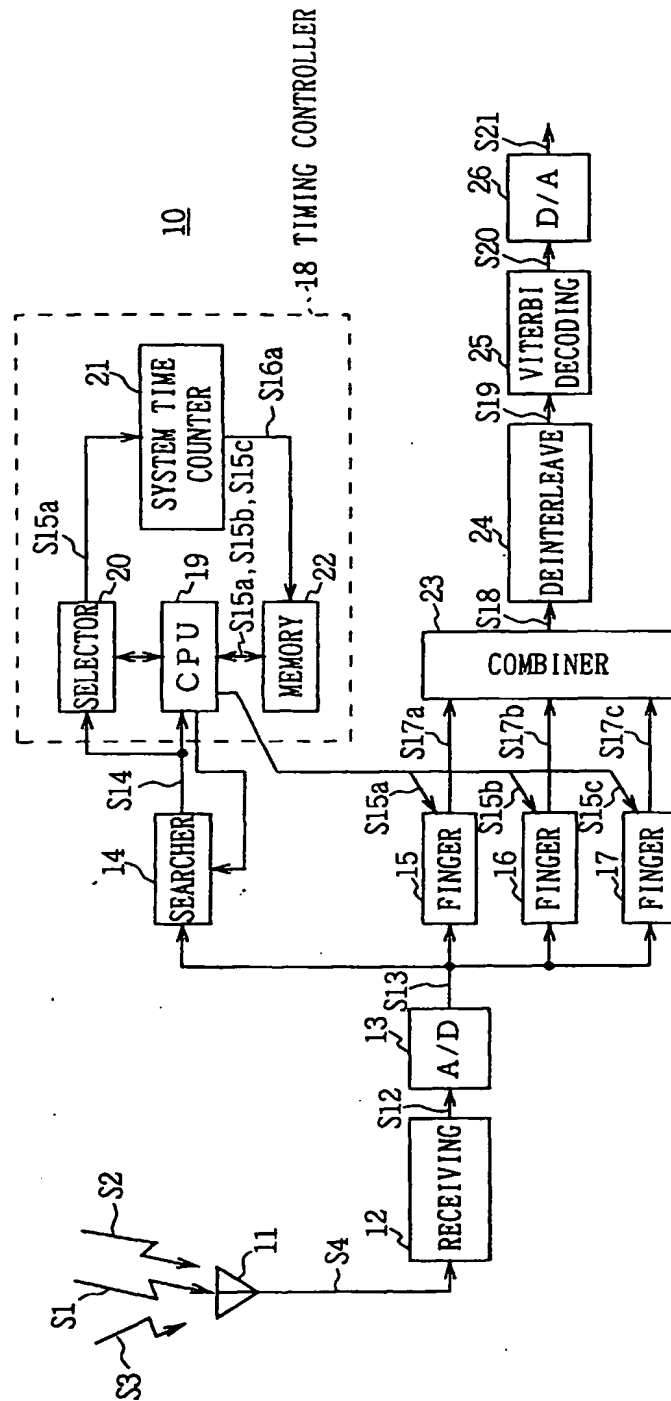 10
18 TIMING CONTROLLER
S15a
20
SELECTOR
21
SYSTEM TIME
COUNTER
19
CPU
S16a
S15a, S15b, S15c
22
MEMORY
S14
14
SEARCHER
S1
S2
S3
11
S4
12
RECEIVING
S12
13
A/D
S13
15
FINGER
S15a
S17a
16
FINGER
S15b
S17b
17
FINGER
S15c
S17c
23
COMBINER
S18
24
DEINTERLEAVE
S19
25
VITERBI
DECODING
S20
26
D/A
S21